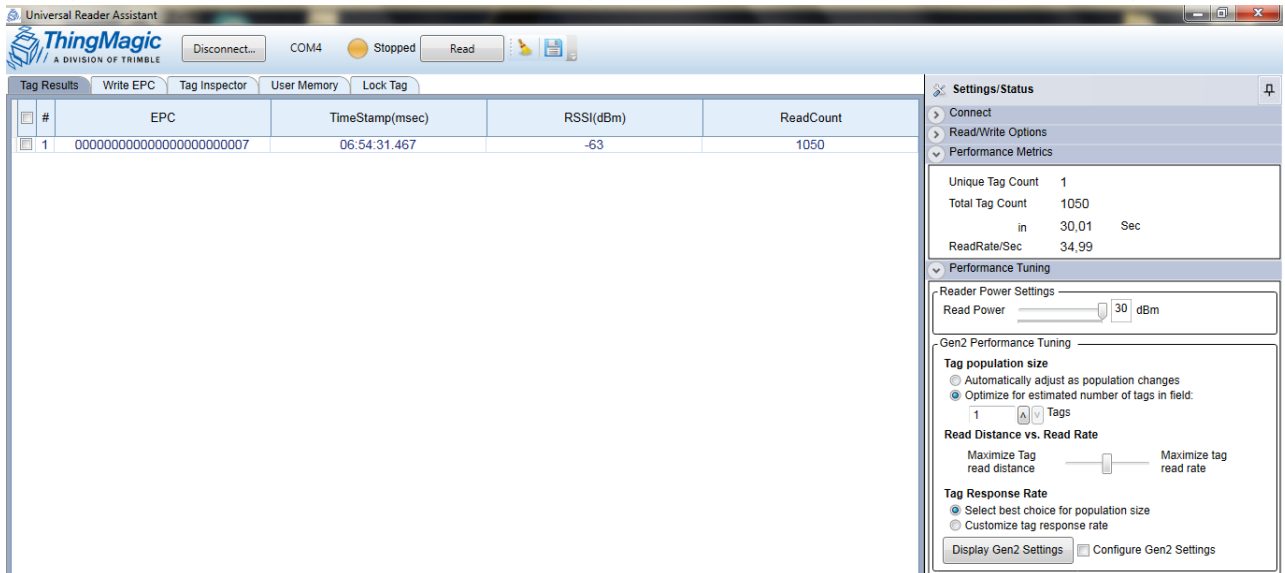 Universal Reader Assistant
ThingMagic
A DIVISION OF TRIMBLE
Disconnect... COM4 Stopped Read
Tag Results Write EPC Tag Inspector User Memory Lock Tag
# EPC TimeStamp(msec) RSSI(dBm) ReadCount
1 000000000000000000000007 06:54:31.467 -63 1050
Settings/Status
Connect
Read/Write Options
Performance Metrics
Unique Tag Count 1
Total Tag Count 1050
in 30,01 Sec
ReadRate/Sec 34,99
Performance Tuning
Reader Power Settings
Read Power 30 dBm
Gen2 Performance Tuning
Tag population size
Automatically adjust as population changes
Optimize for estimated number of tags in field:
1 Tags
Read Distance vs. Read Rate
Maximize Tag read distance Maximize tag read rate
Tag Response Rate
Select best choice for population size
Customize tag response rate
Display Gen2 Settings Configure Gen2 Settings